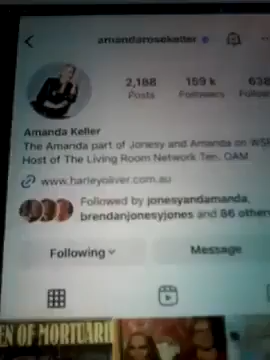 amandarosekeller
2,188 159 k 638
Posts Followers Follow
Amanda Keller
The Amanda part of Jonesy and Amanda on WSF
Host of The Living Room Network Ten. OAM
www.harleyoliver.com.au
Followed by jonesyandamanda,
brendanjonesyjones and 86 others
Following Message
EN OF MORTUARI